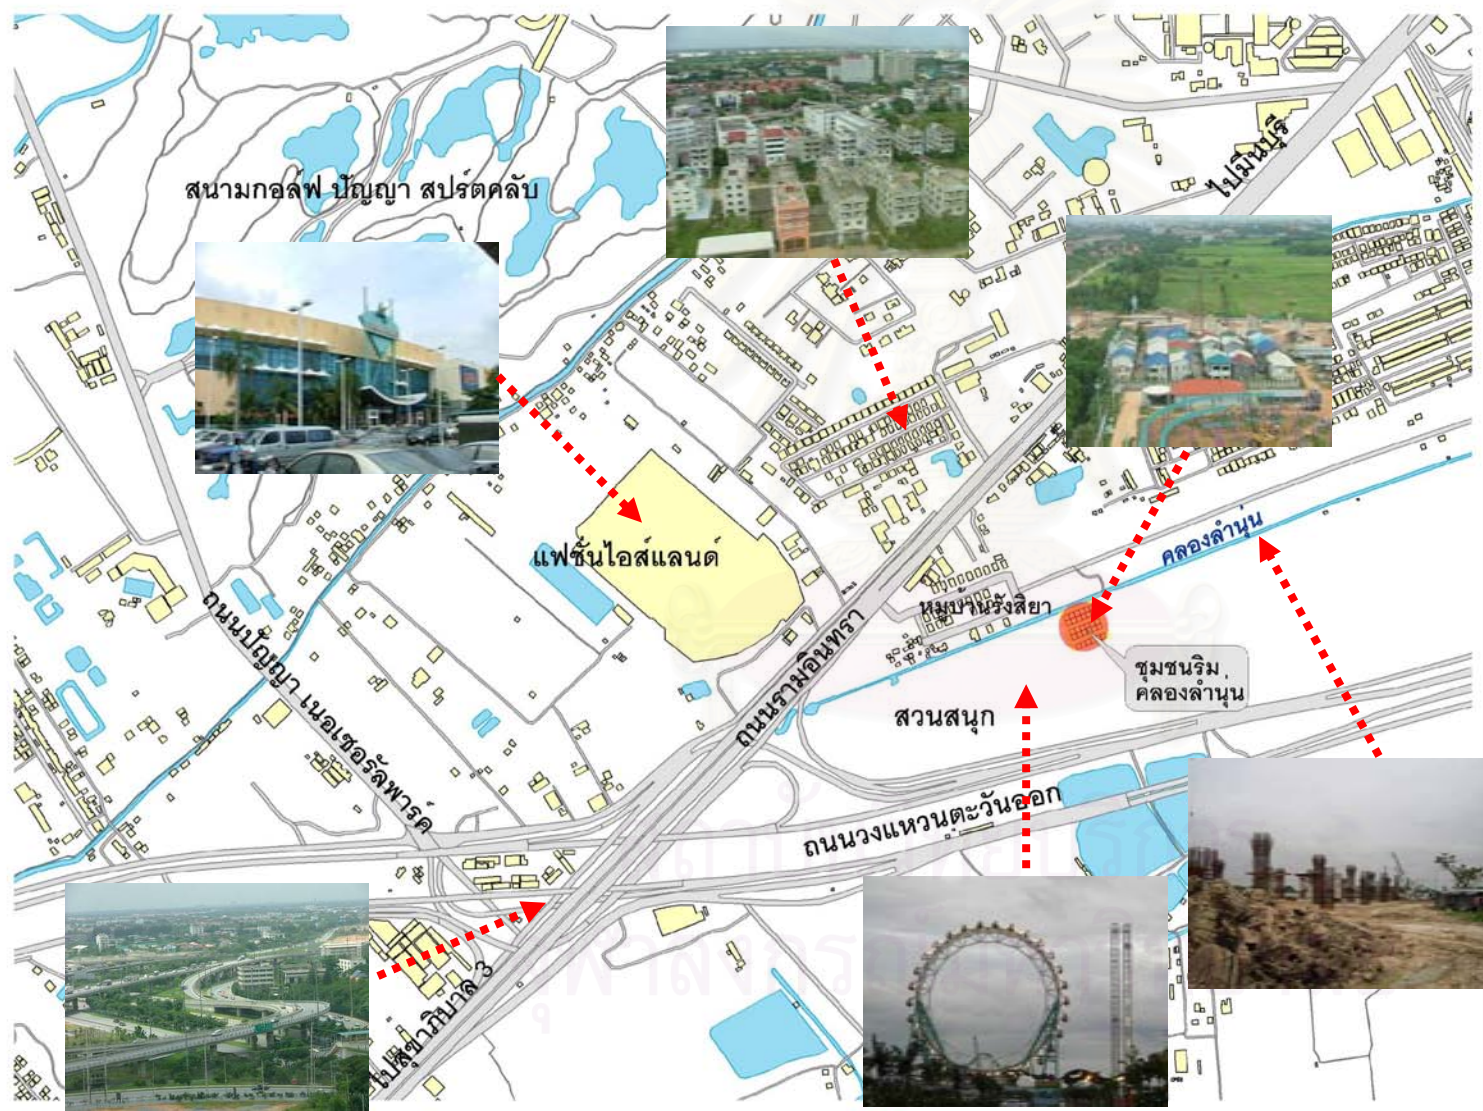 ไปมีนบุรี
สนามกอล์ฟ ปัญญา สปร์ตคลับ
คลองลำนุ่น
แฟชั่นไอส์แลนด์
หมู่บ้านรังสิยา
ถนนปัญญา เนอเชอรัลพาร์ค
ถนนรามอินทรา
ชุมชนริม
คลองลำนุ่น
สวนสนุก
ถนนวงแหวนตะวันออก
ไปสุขาภิบาล 3